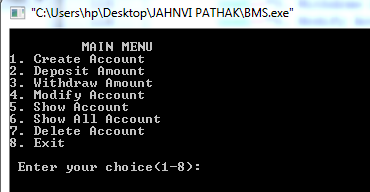 "C:\Users\hp\Desktop\JAHNVI PATHAK\BMS.exe"
MAIN MENU
1. Create Account
2. Deposit Amount
3. Withdraw Amount
4. Modify Account
5. Show Account
6. Show All Account
7. Delete Account
8. Exit
Enter your choice(1-8):